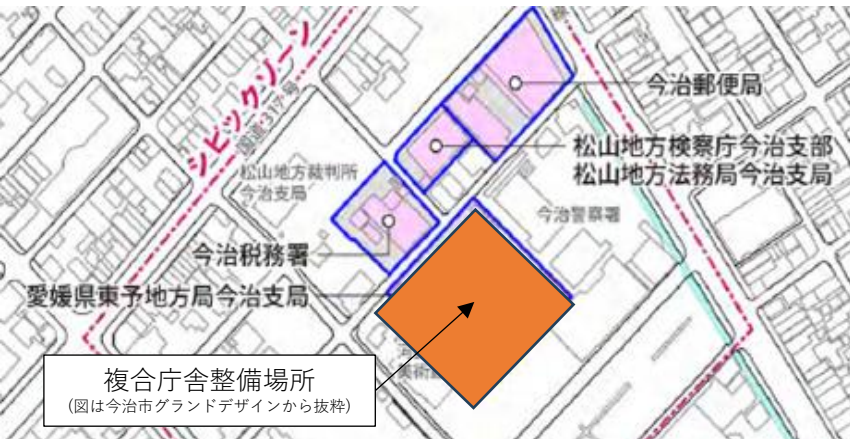 シビックゾーン
国道317号
今治郵便局
松山地方検察庁今治支部
松山地方法務局今治支局
松山地方裁判所
今治支局
今治警察署
今治税務署
愛媛県東予地方局今治支局
美術館
複合庁舎整備場所
(図は今治市グランドデザインから抜粋)